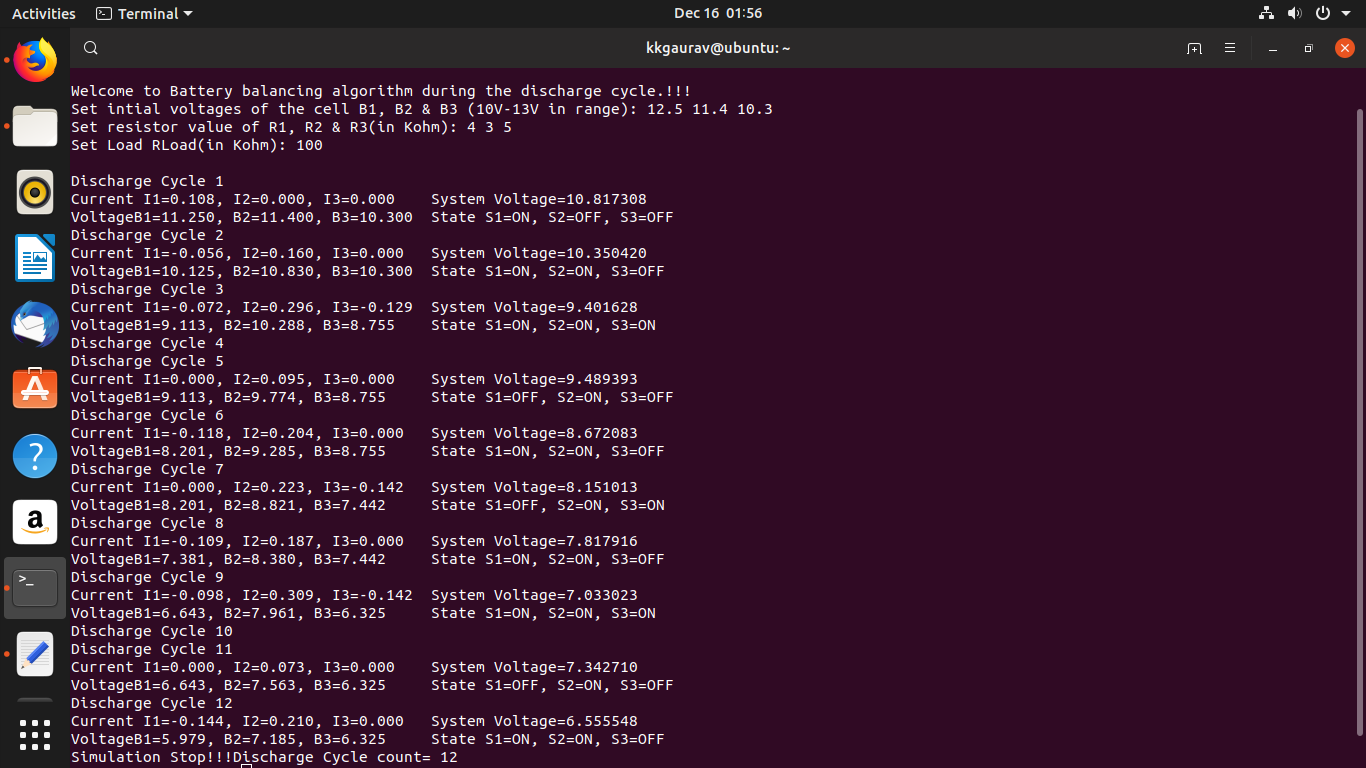 Activities Terminal Dec 16 01:56
kkgaurav@ubuntu: ~
Welcome to Battery balancing algorithm during the discharge cycle.!!!
Set intial voltages of the cell B1, B2 & B3 (10V-13V in range): 12.5 11.4 10.3
Set resistor value of R1, R2 & R3(in Kohm): 4 3 5
Set Load RLoad(in Kohm): 100
Discharge Cycle 1
Current I1=0.108, I2=0.000, I3=0.000    System Voltage=10.817308
VoltageB1=11.250, B2=11.400, B3=10.300  State S1=ON, S2=OFF, S3=OFF
Discharge Cycle 2
Current I1=-0.056, I2=0.160, I3=0.000   System Voltage=10.350420
VoltageB1=10.125, B2=10.830, B3=10.300  State S1=ON, S2=ON, S3=OFF
Discharge Cycle 3
Current I1=-0.072, I2=0.296, I3=-0.129  System Voltage=9.401628
VoltageB1=9.113, B2=10.288, B3=8.755    State S1=ON, S2=ON, S3=ON
Discharge Cycle 4
Discharge Cycle 5
Current I1=0.000, I2=0.095, I3=0.000    System Voltage=9.489393
VoltageB1=9.113, B2=9.774, B3=8.755     State S1=OFF, S2=ON, S3=OFF
Discharge Cycle 6
Current I1=-0.118, I2=0.204, I3=0.000   System Voltage=8.672083
VoltageB1=8.201, B2=9.285, B3=8.755     State S1=ON, S2=ON, S3=OFF
Discharge Cycle 7
Current I1=0.000, I2=0.223, I3=-0.142   System Voltage=8.151013
VoltageB1=8.201, B2=8.821, B3=7.442     State S1=OFF, S2=ON, S3=ON
Discharge Cycle 8
Current I1=-0.109, I2=0.187, I3=0.000   System Voltage=7.817916
VoltageB1=7.381, B2=8.380, B3=7.442     State S1=ON, S2=ON, S3=OFF
Discharge Cycle 9
Current I1=-0.098, I2=0.309, I3=-0.142  System Voltage=7.033023
VoltageB1=6.643, B2=7.961, B3=6.325     State S1=ON, S2=ON, S3=ON
Discharge Cycle 10
Discharge Cycle 11
Current I1=0.000, I2=0.073, I3=0.000    System Voltage=7.342710
VoltageB1=6.643, B2=7.563, B3=6.325     State S1=OFF, S2=ON, S3=OFF
Discharge Cycle 12
Current I1=-0.144, I2=0.210, I3=0.000   System Voltage=6.555548
VoltageB1=5.979, B2=7.185, B3=6.325     State S1=ON, S2=ON, S3=OFF
Simulation Stop!!!Discharge Cycle count= 12